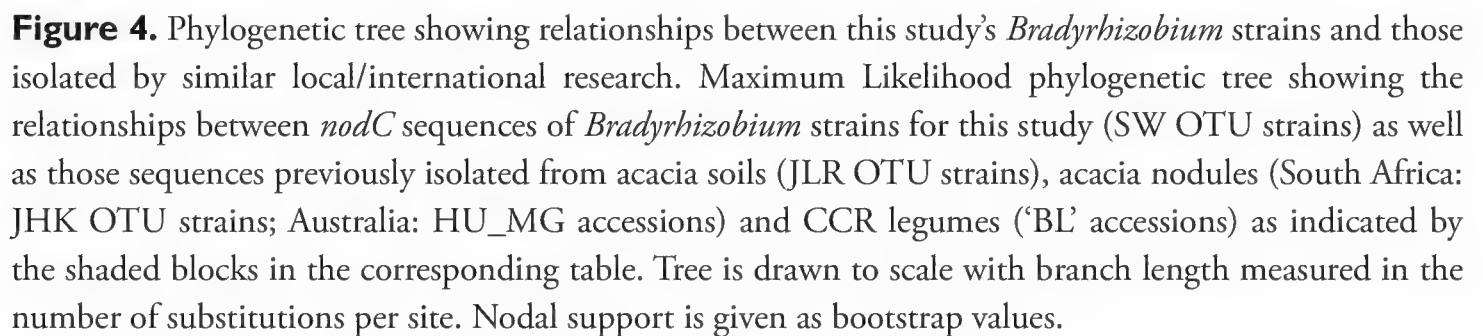 Figure 4. Phylogenetic tree showing relationships between this study’s Bradyrhizobium strains and those
isolated by similar local/international research. Maximum Likelihood phylogenetic tree showing the
relationships between nodC sequences of Bradyrhizobium strains for this study (SW OTU strains) as well
as those sequences previously isolated from acacia soils (JLR OTU strains), acacia nodules (South Africa:
JHK OTU strains; Australia: HU_MG accessions) and CCR legumes (‘BL’ accessions) as indicated by
the shaded blocks in the corresponding table. Tree is drawn to scale with branch length measured in the
number of substitutions per site. Nodal support is given as bootstrap values.